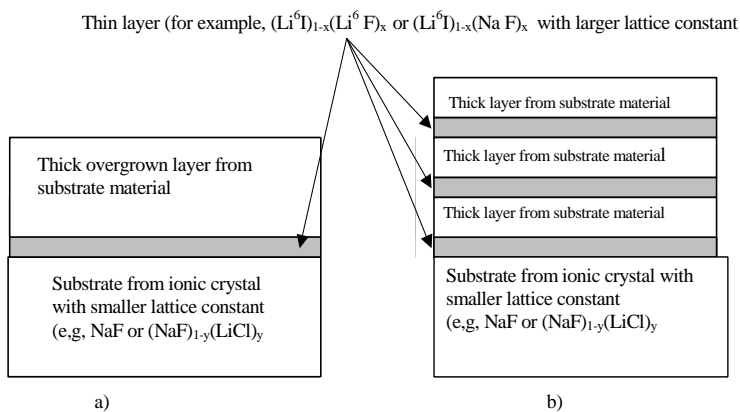 Thin layer (for example, (Li⁶I)₁₋ₓ(Li⁶ F)ₓ or (Li⁶I)₁₋ₓ(Na F)ₓ with larger lattice constant
Thick overgrown layer from
substrate material
Substrate from ionic crystal
with smaller lattice constant
(e,g, NaF or (NaF)₁₋ᵧ(LiCl)ᵧ
a)
Thick layer from substrate material
Thick layer from substrate material
Thick layer from substrate material
Substrate from ionic crystal with
smaller lattice constant
(e,g, NaF or (NaF)₁₋ᵧ(LiCl)ᵧ
b)